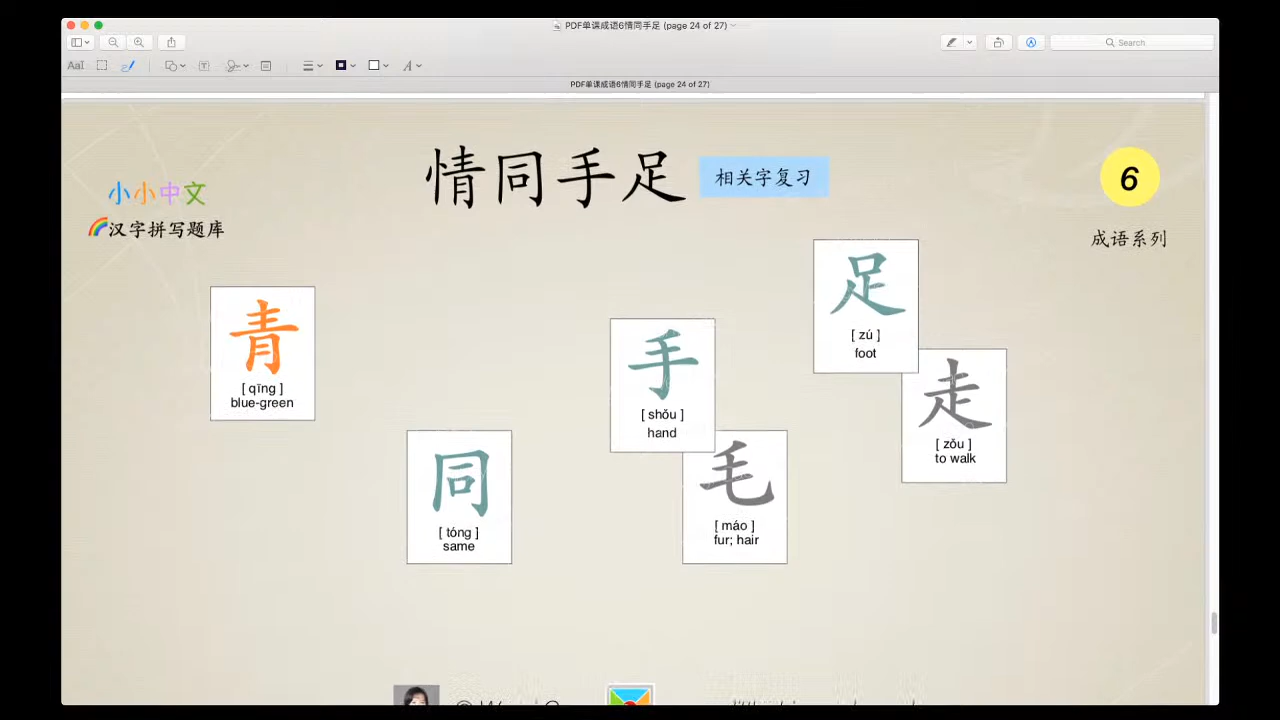 PDF单课成语6情同手足 (page 24 of 27)
Search
AaI
PDF单课成语6情同手足 (page 24 of 27)
情同手足
相关字复习
6
成语系列
小小中文
汉字拼写题库
青
[ qīng ]
blue-green
同
[ tóng ]
same
手
[ shǒu ]
hand
毛
[ máo ]
fur; hair
足
[ zú ]
foot
走
[ zǒu ]
to walk